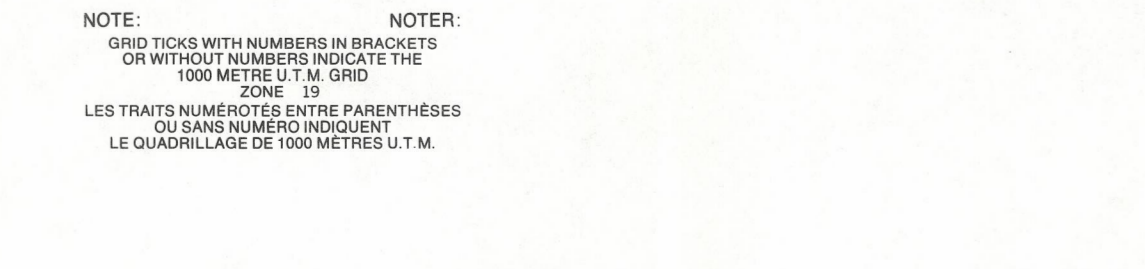 NOTE: NOTER:
GRID TICKS WITH NUMBERS IN BRACKETS
OR WITHOUT NUMBERS INDICATE THE
1000 METRE U.T.M. GRID
ZONE 19
LES TRAITS NUMÉROTÉS ENTRE PARENTHÈSES
OU SANS NUMÉRO INDIQUENT
LE QUADRILLAGE DE 1000 MÈTRES U.T.M.